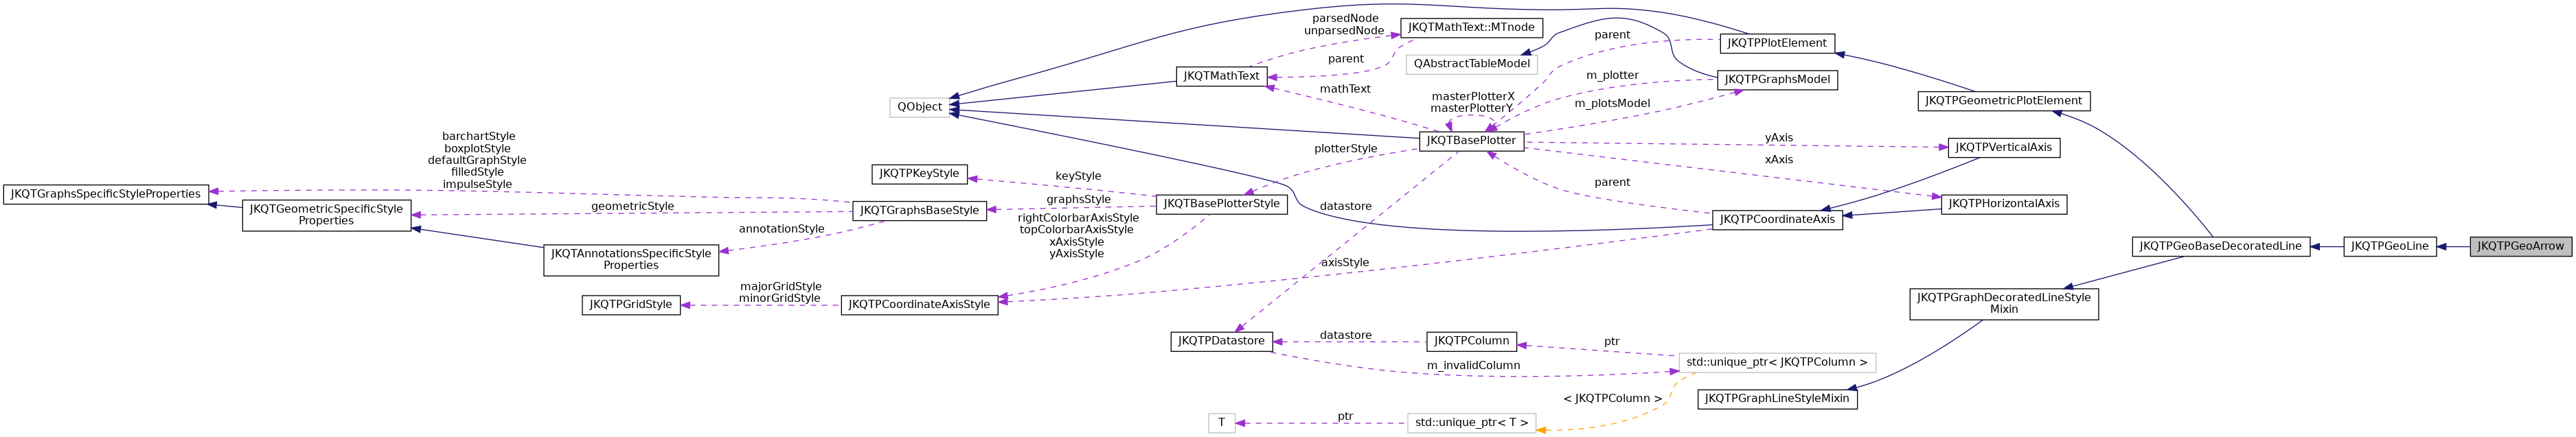 parsedNode
unparsedNode
JKQTMathText::MTnode
parent
JKQTPPlotElement
parent
QAbstractTableModel
JKQTMathText
m_plotter
JKQTPGraphsModel
mathText
QObject
masterPlotterX
masterPlotterY
m_plotsModel
JKQTPGeometricPlotElement
barchartStyle
boxplotStyle
defaultGraphStyle
filledStyle
impulseStyle
plotterStyle
JKQTBasePlotter
yAxis
JKQTPVerticalAxis
xAxis
JKQTPKeyStyle
keyStyle
parent
JKQTGraphsSpecificStyleProperties
JKQTGeometricSpecificStyle
Properties
geometricStyle
JKQTGraphsBaseStyle
graphsStyle
JKQTBasePlotterStyle
datastore
JKQTPHorizontalAxis
JKQTPCoordinateAxis
annotationStyle
rightColorbarAxisStyle
topColorbarAxisStyle
xAxisStyle
yAxisStyle
JKQTAnnotationsSpecificStyle
Properties
axisStyle
JKQTPGeoBaseDecoratedLine
JKQTPGeoLine
JKQTPGeoArrow
majorGridStyle
minorGridStyle
JKQTPGridStyle
JKQTPCoordinateAxisStyle
JKQTPGraphDecoratedLineStyle
Mixin
JKQTPDatastore
datastore
JKQTPColumn
ptr
std::unique_ptr< JKQTPColumn >
m_invalidColumn
< JKQTPColumn >
JKQTPGraphLineStyleMixin
T
ptr
std::unique_ptr< T >